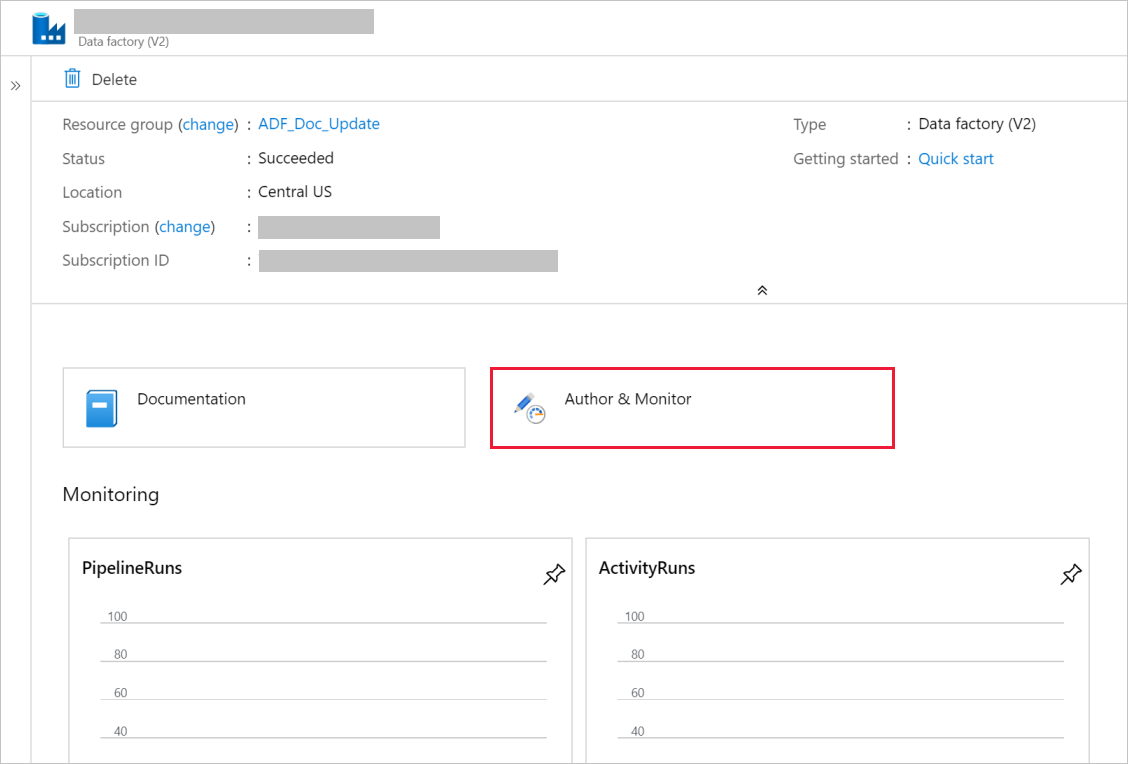 Data factory (V2)
Delete
Resource group (change) : ADF_Doc_Update
Status : Succeeded
Location : Central US
Subscription (change) :
Subscription ID :
Type : Data factory (V2)
Getting started : Quick start
Documentation
Author & Monitor
Monitoring
PipelineRuns
100
80
60
40
ActivityRuns
100
80
60
40